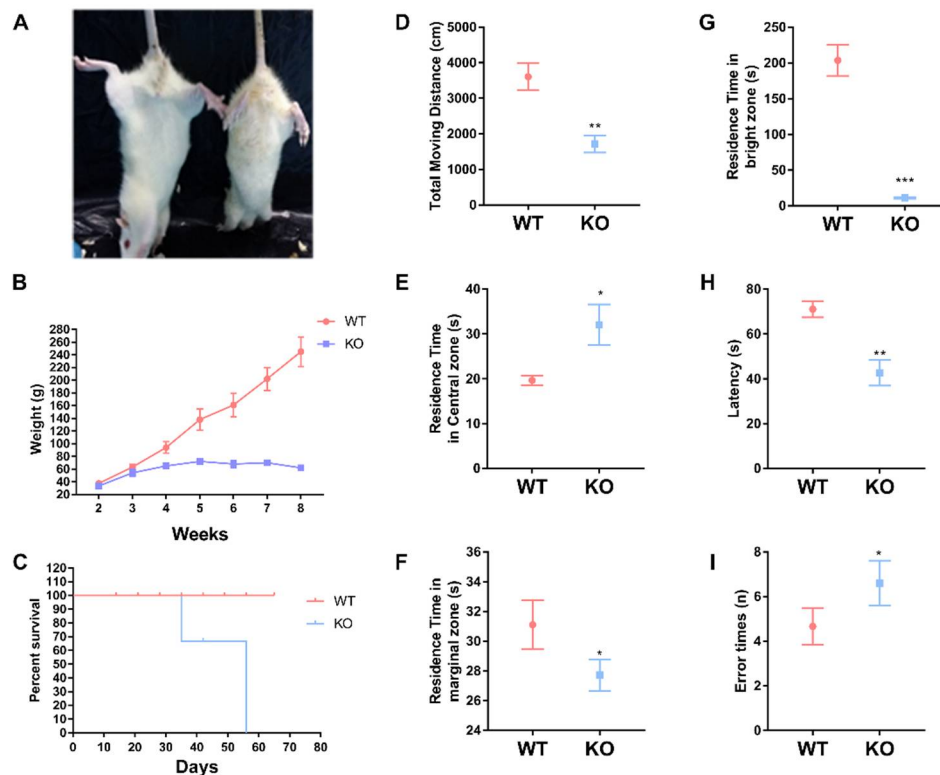 A
B
Weight (g)
280
260
240
220
200
180
160
140
120
100
80
60
40
20
2 3 4 5 6 7 8
Weeks
WT
KO
C
Percent survival
120
110
100
90
80
70
60
50
40
30
20
10
0
0 10 20 30 40 50 60 70 80
Days
WT
KO
D
Total Moving Distance (cm)
6000
5000
4000
3000
2000
1000
0
**
WT KO
E
Residence Time
in Central zone (s)
40
30
20
10
0
*
WT KO
F
Residence Time in
marginal zone (s)
36
34
32
30
28
26
24
*
WT KO
G
Residence Time in
bright zone (s)
250
200
150
100
50
0
***
WT KO
H
Latency (s)
80
60
40
20
0
**
WT KO
I
Error times (n)
8
6
4
2
0
*
WT KO